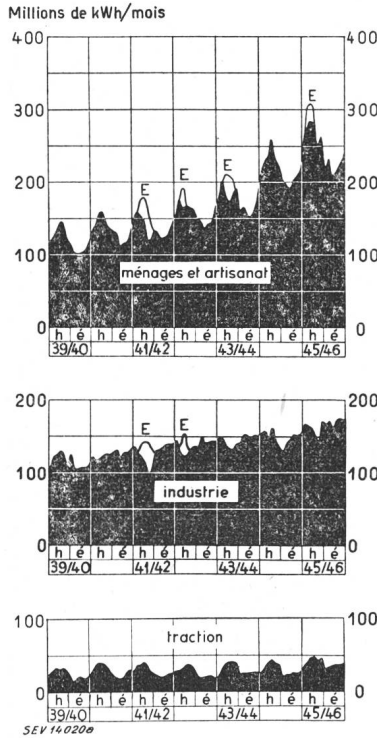 Millions de kWh/mois
400 400
E
300 300
E
E
E
200 200
100 100
ménages et artisanat
0 0
h é h é h é h é h é h é h é
39/40 41/42 43/44 45/46
200 200
E E
100 100
industrie
0 0
h é h é h é h é h é h é h é
39/40 41/42 43/44 45/46
100 100
traction
0 0
h é h é h é h é h é h é h é
39/40 41/42 43/44 45/46
SEV 14020e